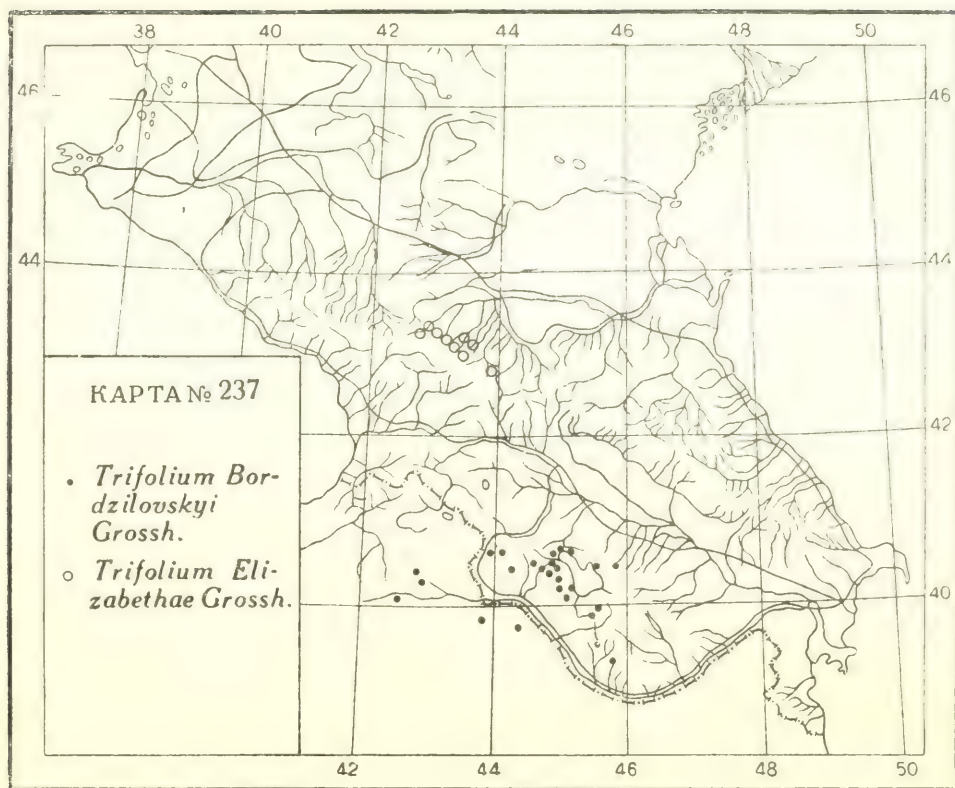 38 40 42 44 46 48 50
46 46
44 44
КАРТА № 237
42
• Trifolium Bor-
dzilovskyi
Grossh.
○ Trifolium Eli-
zabethae Grossh.
40
42 44 46 48 50